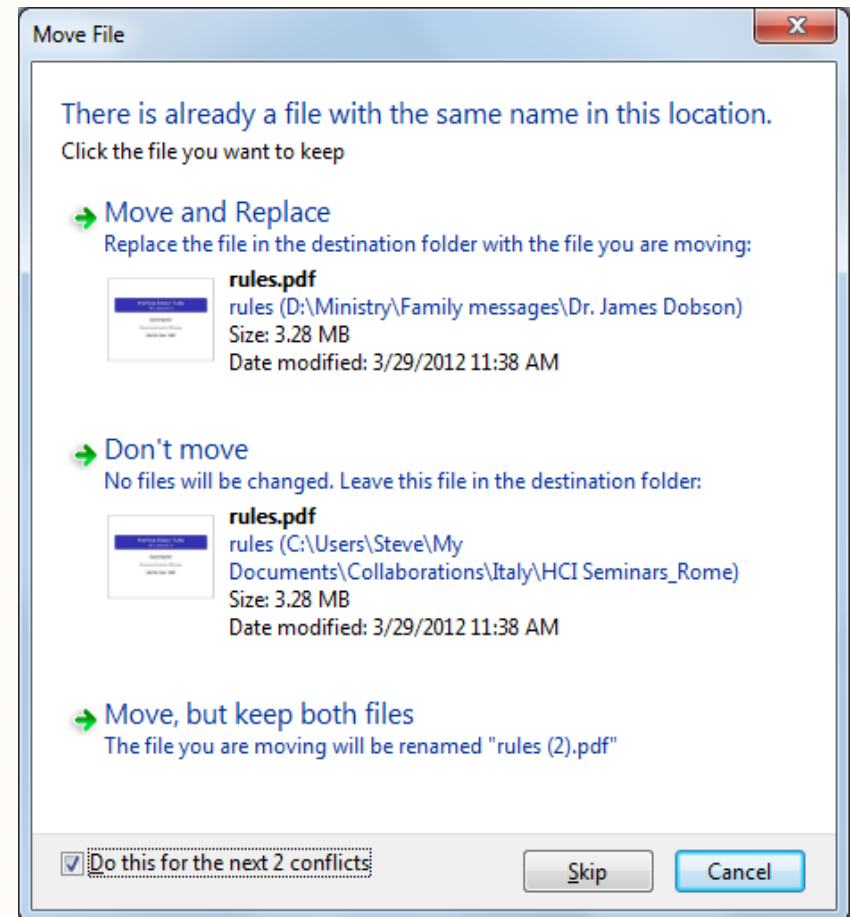 Move File
There is already a file with the same name in this location.
Click the file you want to keep
Move and Replace
Replace the file in the destination folder with the file you are moving:
rules.pdf
rules (D:\Ministry\Family messages\Dr. James Dobson)
Size: 3.28 MB
Date modified: 3/29/2012 11:38 AM
Don't move
No files will be changed. Leave this file in the destination folder:
rules.pdf
rules (C:\Users\Steve\My
Documents\Collaborations\Italy\HCI Seminars_Rome)
Size: 3.28 MB
Date modified: 3/29/2012 11:38 AM
Move, but keep both files
The file you are moving will be renamed "rules (2).pdf"
Do this for the next 2 conflicts
Skip
Cancel